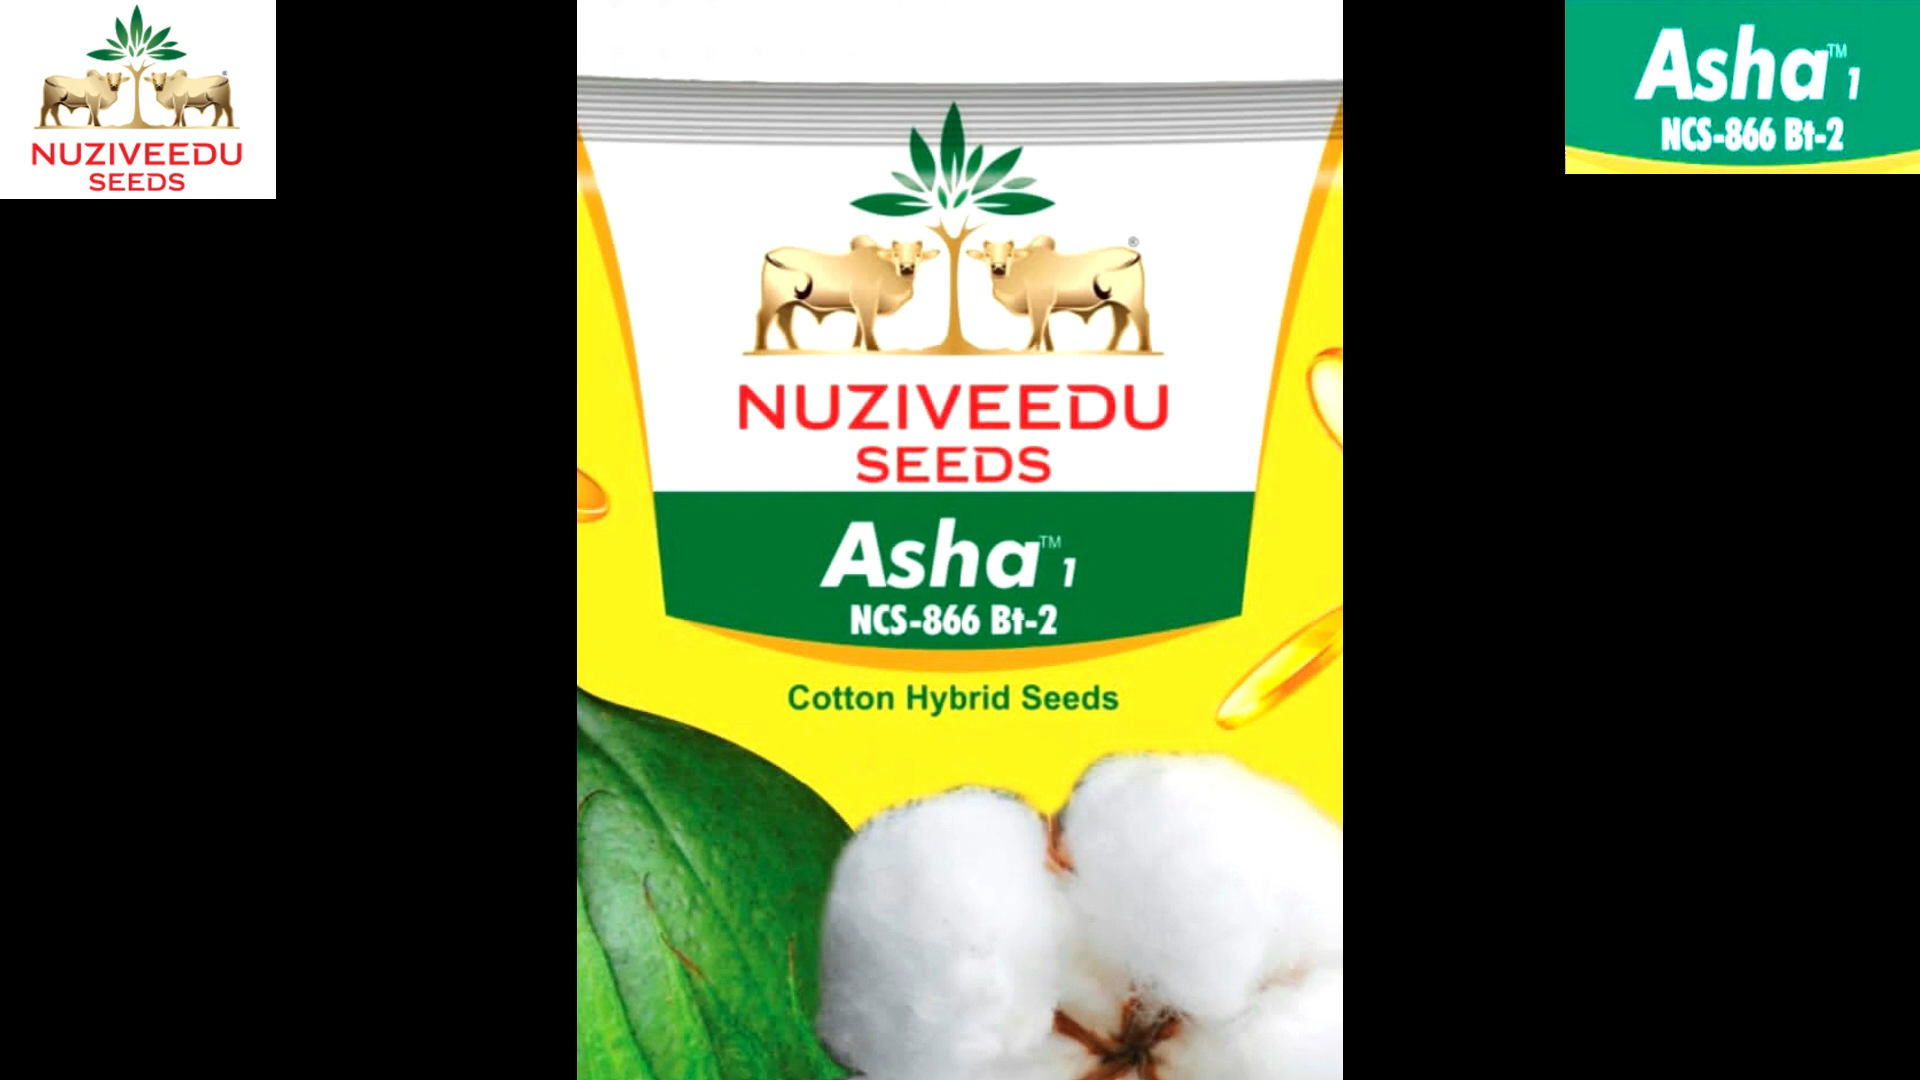 NUZIVEEDU
SEEDS
Asha™ 1
NCS-866 Bt-2
NUZIVEEDU
SEEDS
Asha™ 1
NCS-866 Bt-2
Cotton Hybrid Seeds